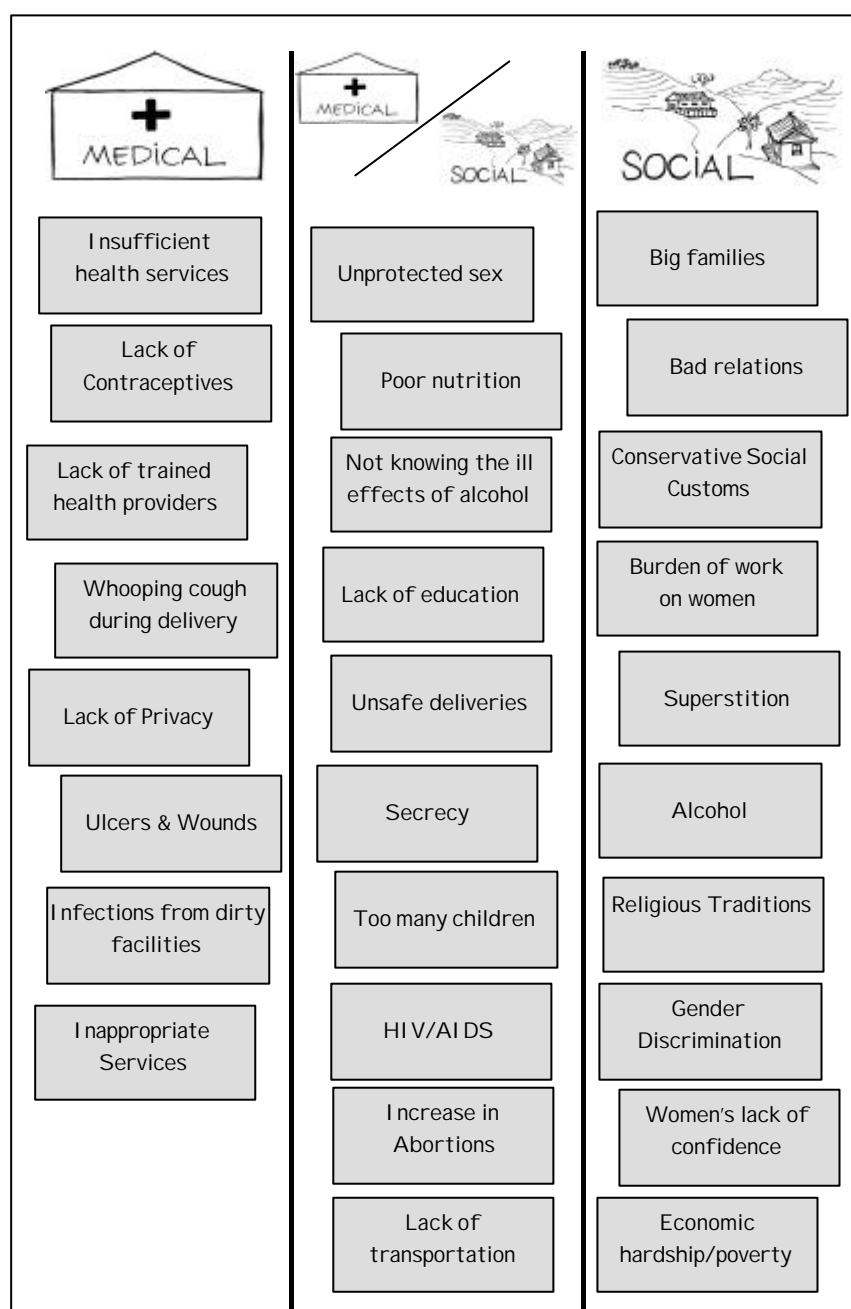 MEDICAL
Insufficient
health services
Lack of
Contraceptives
Lack of trained
health providers
Whooping cough
during delivery
Lack of Privacy
Ulcers & Wounds
Infections from dirty
facilities
Inappropriate
Services
MEDICAL
SOCIAL
Unprotected sex
Poor nutrition
Not knowing the ill
effects of alcohol
Lack of education
Unsafe deliveries
Secrecy
Too many children
HIV/AIDS
Increase in
Abortions
Lack of
transportation
SOCIAL
Big families
Bad relations
Conservative Social
Customs
Burden of work
on women
Superstition
Alcohol
Religious Traditions
Gender
Discrimination
Women's lack of
confidence
Economic
hardship/poverty